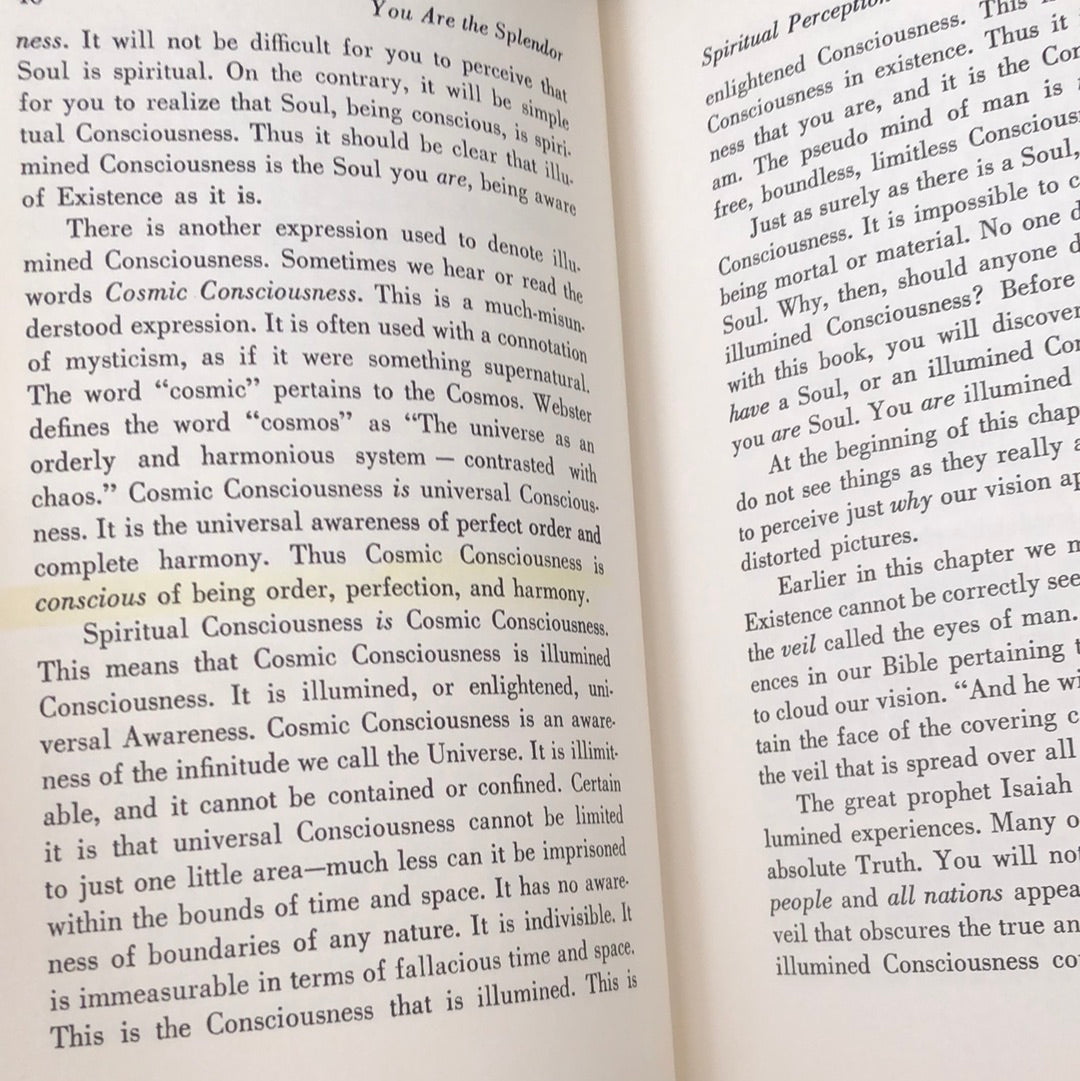 You Are the Splendor
ness. It will not be difficult for you to perceive that
Soul is spiritual. On the contrary, it will be simple
for you to realize that Soul, being conscious, is spiri-
tual Consciousness. Thus it should be clear that illu-
mined Consciousness is the Soul you are, being aware
of Existence as it is.
There is another expression used to denote illu-
mined Consciousness. Sometimes we hear or read the
words Cosmic Consciousness. This is a much-misun-
derstood expression. It is often used with a connotation
of mysticism, as if it were something supernatural.
The word “cosmic” pertains to the Cosmos. Webster
defines the word “cosmos” as “The universe as an
orderly and harmonious system — contrasted with
chaos.” Cosmic Consciousness is universal Conscious-
ness. It is the universal awareness of perfect order and
complete harmony. Thus Cosmic Consciousness is
conscious of being order, perfection, and harmony.
Spiritual Consciousness is Cosmic Consciousness.
This means that Cosmic Consciousness is illumined
Consciousness. It is illumined, or enlightened, uni-
versal Awareness. Cosmic Consciousness is an aware-
ness of the infinitude we call the Universe. It is illimit-
able, and it cannot be contained or confined. Certain
it is that universal Consciousness cannot be limited
to just one little area—much less can it be imprisoned
within the bounds of time and space. It has no aware-
ness of boundaries of any nature. It is indivisible. It
is immeasurable in terms of fallacious time and space.
This is the Consciousness that is illumined. This is
Spiritual Perception
enlightened Consciousness. This
Consciousness in existence. Thus it
ness that you are, and it is the
am. The pseudo mind of man is
free, boundless, limitless
Just as surely as there is a Soul,
Consciousness. It is impossible to
being mortal or material. No one
Soul. Why, then, should anyone
illumined Consciousness? Before
with this book, you will discover
have a Soul, or an illumined
you are Soul. You are illumined
At the beginning of this
do not see things as they really
to perceive just why our vision
distorted pictures.
Earlier in this chapter we
Existence cannot be correctly
the veil called the eyes of man.
ences in our Bible pertaining
to cloud our vision. “And he
tain the face of the covering
the veil that is spread over all
The great prophet Isaiah
lumined experiences. Many
absolute Truth. You will
people and all nations
veil that obscures the true
illumined Consciousness